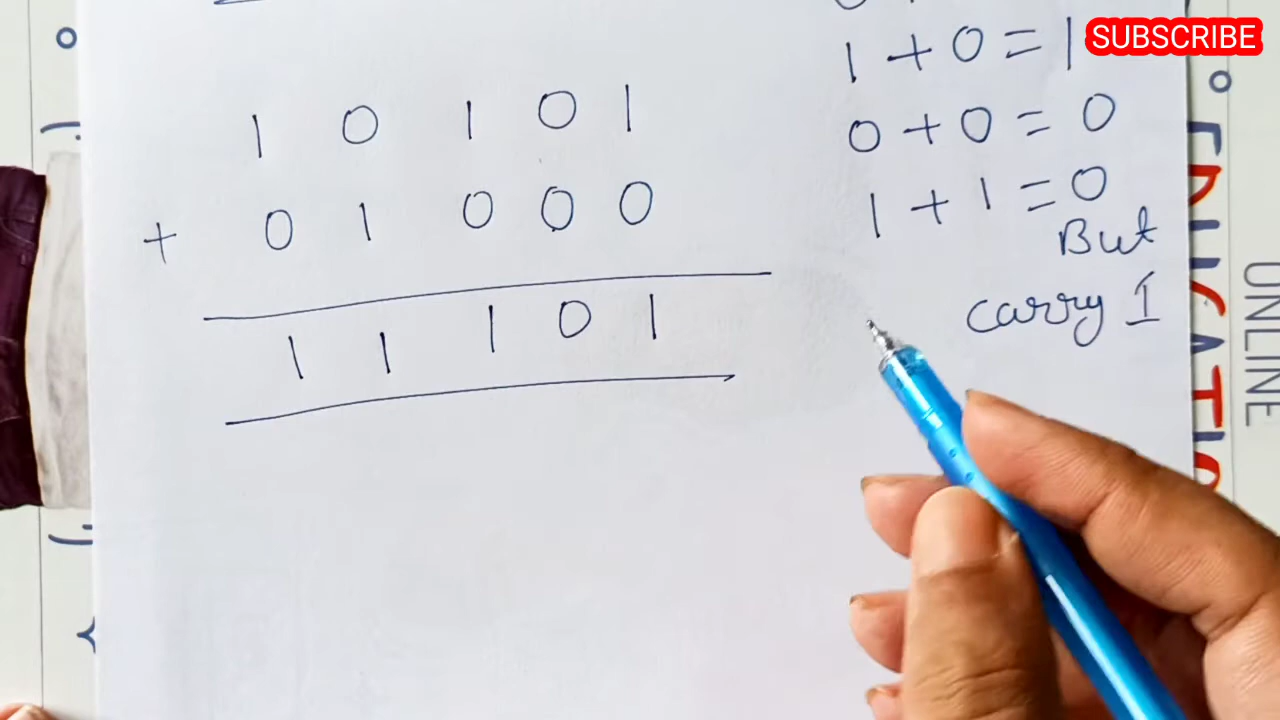 1 + 0 = 1
SUBSCRIBE
0 + 0 = 0
1 + 1 = 0
But
carry 1
1 0 1 0 1
+ 0 1 0 0 0
1 1 1 0 1
EDUCATIO
ONLINE